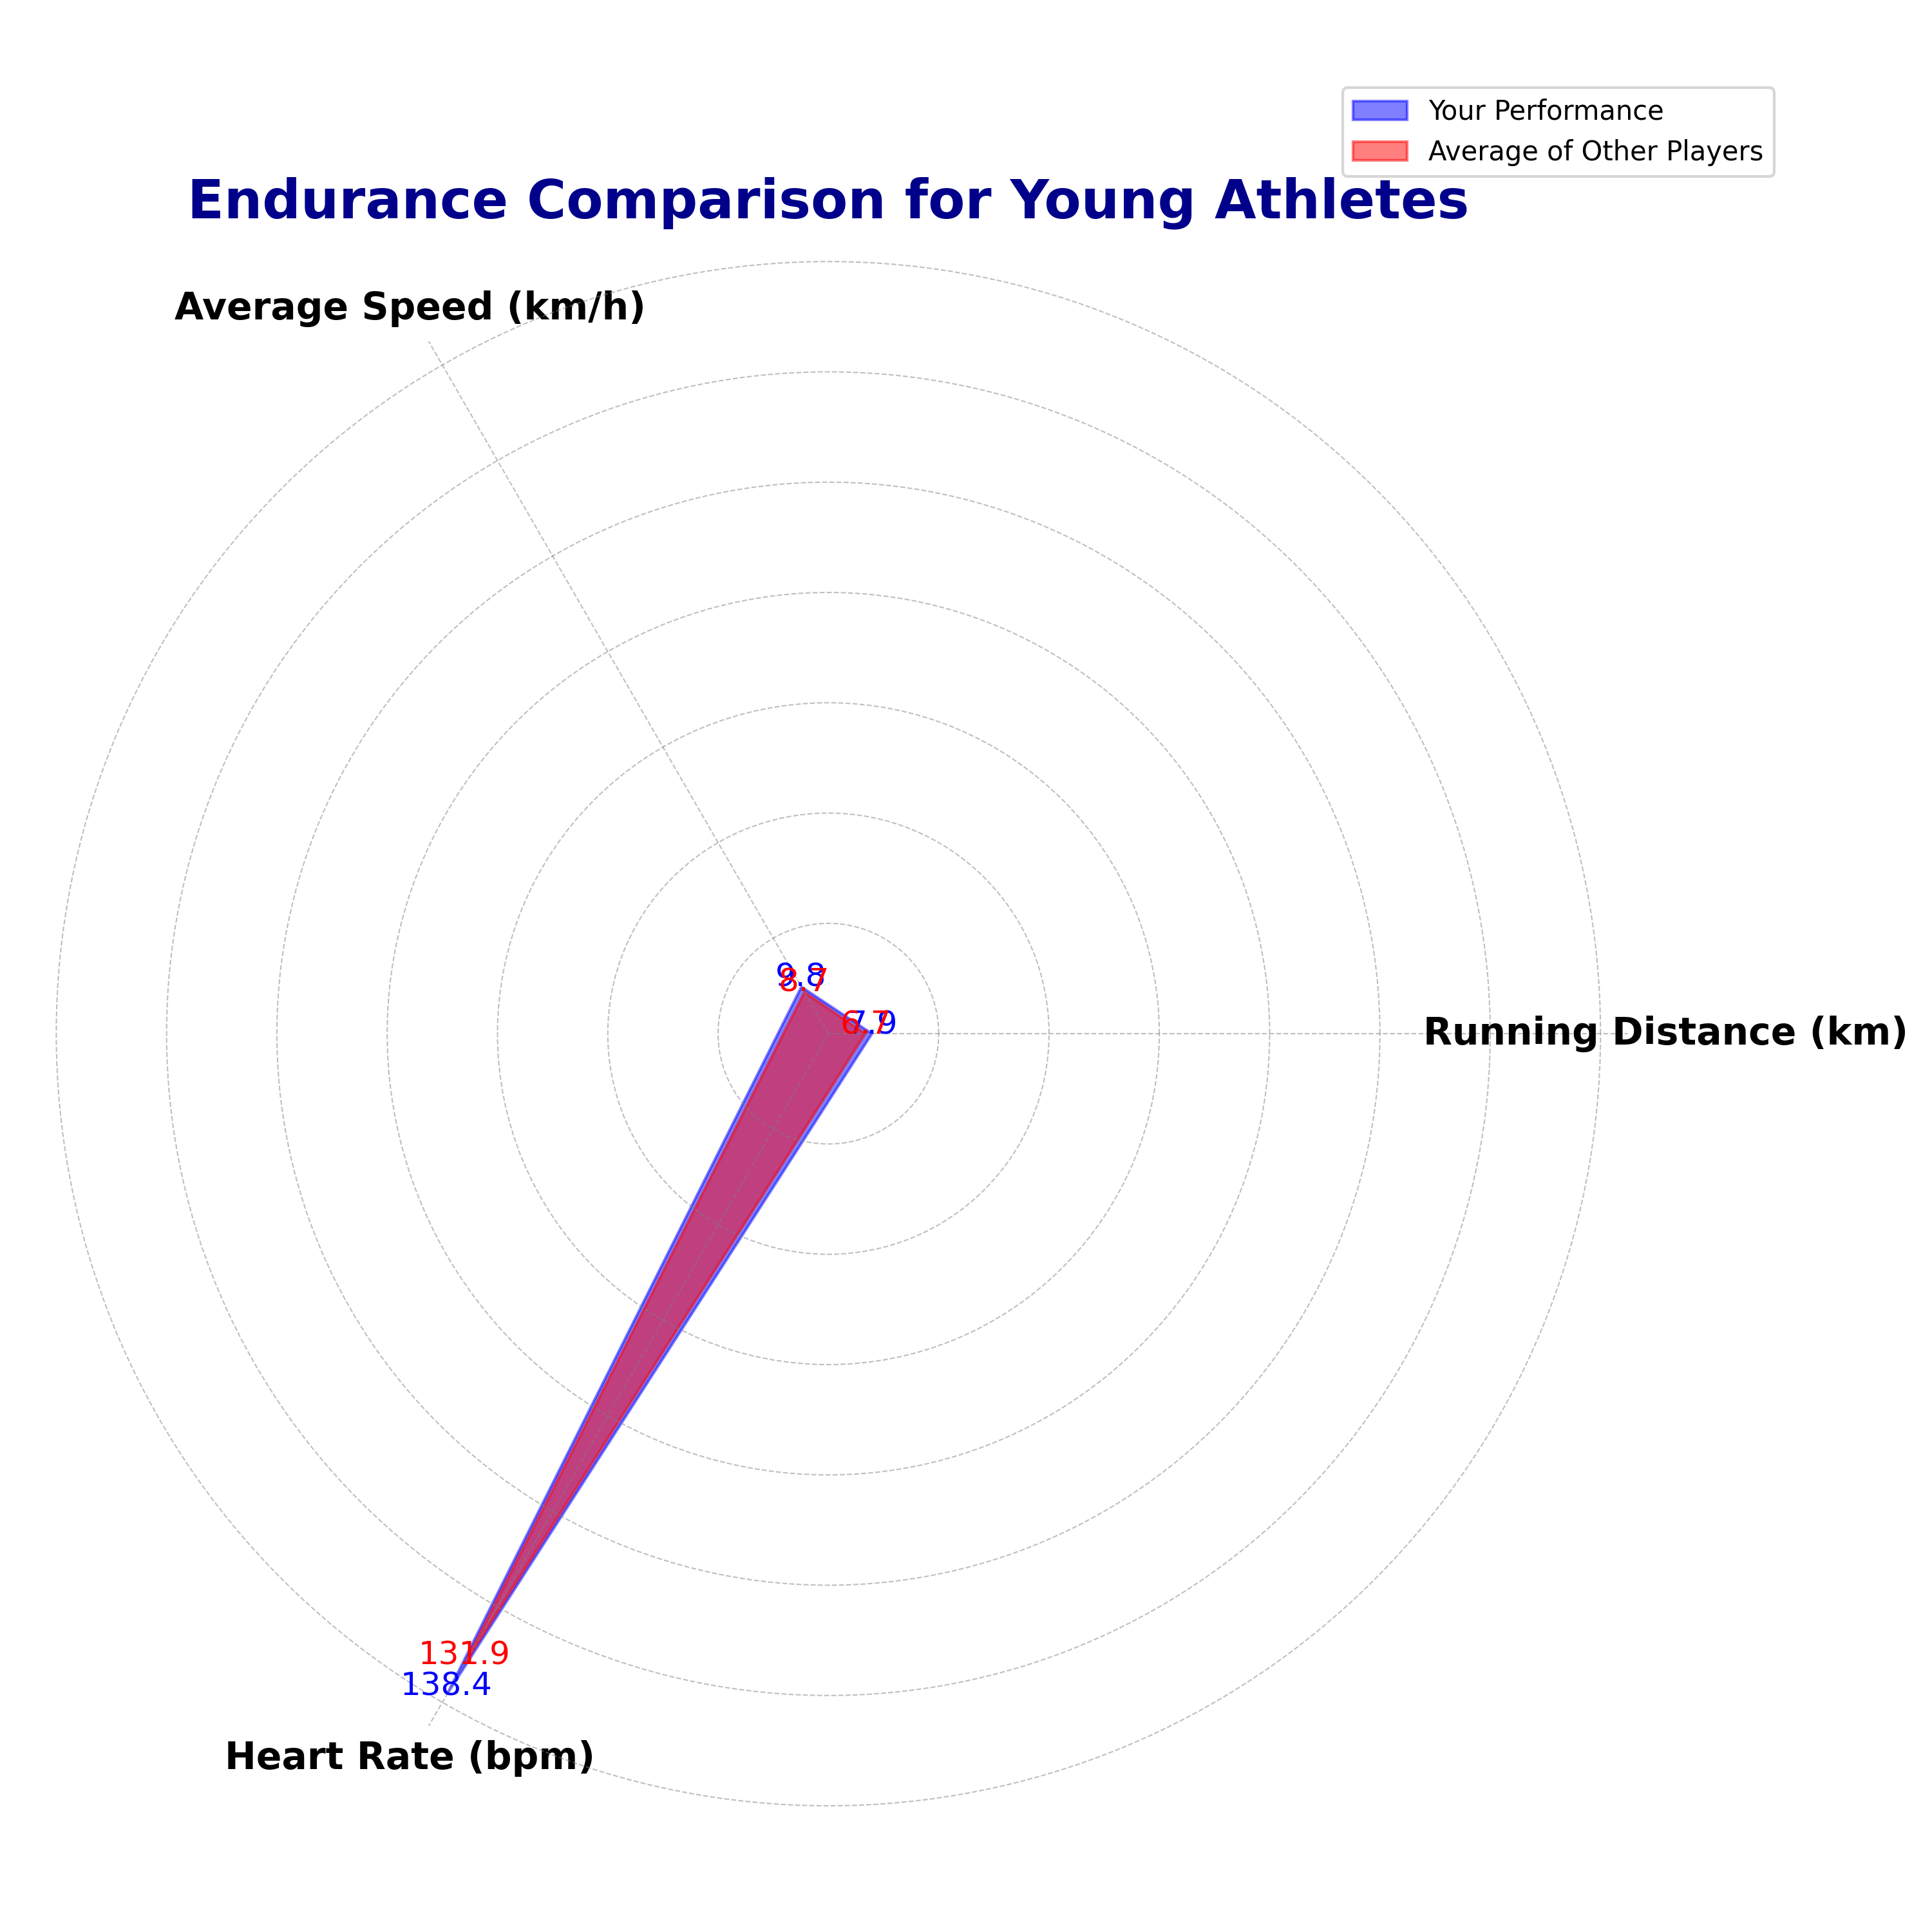 Your Performance
Average of Other Players
Endurance Comparison for Young Athletes
Average Speed (km/h)
9.8
8.7
6.7
7.9
Running Distance (km)
131.9
138.4
Heart Rate (bpm)